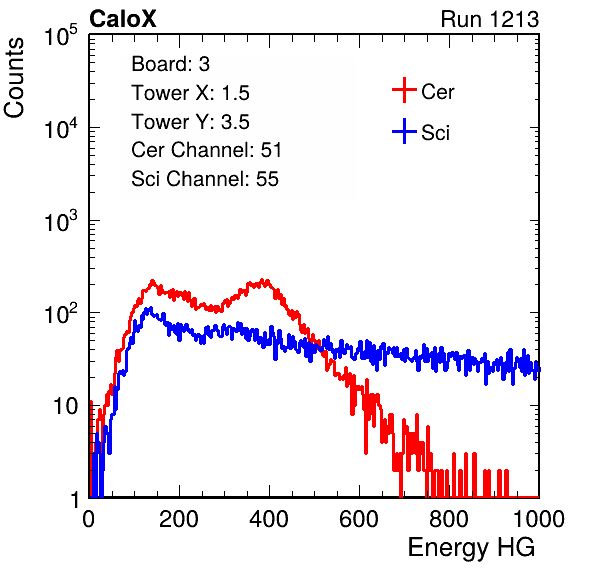 CaloX Run 1213
Counts
Board: 3
Tower X: 1.5
Tower Y: 3.5
Cer Channel: 51
Sci Channel: 55
Cer
Sci
10^5
10^4
10^3
10^2
10
1
0 200 400 600 800 1000
Energy HG